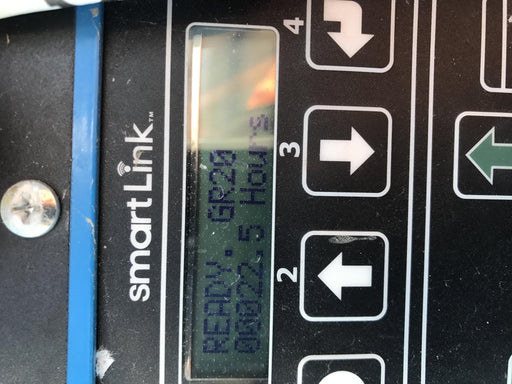 smartLink™
READY. GR20
00022.5 Hours
2
3
4